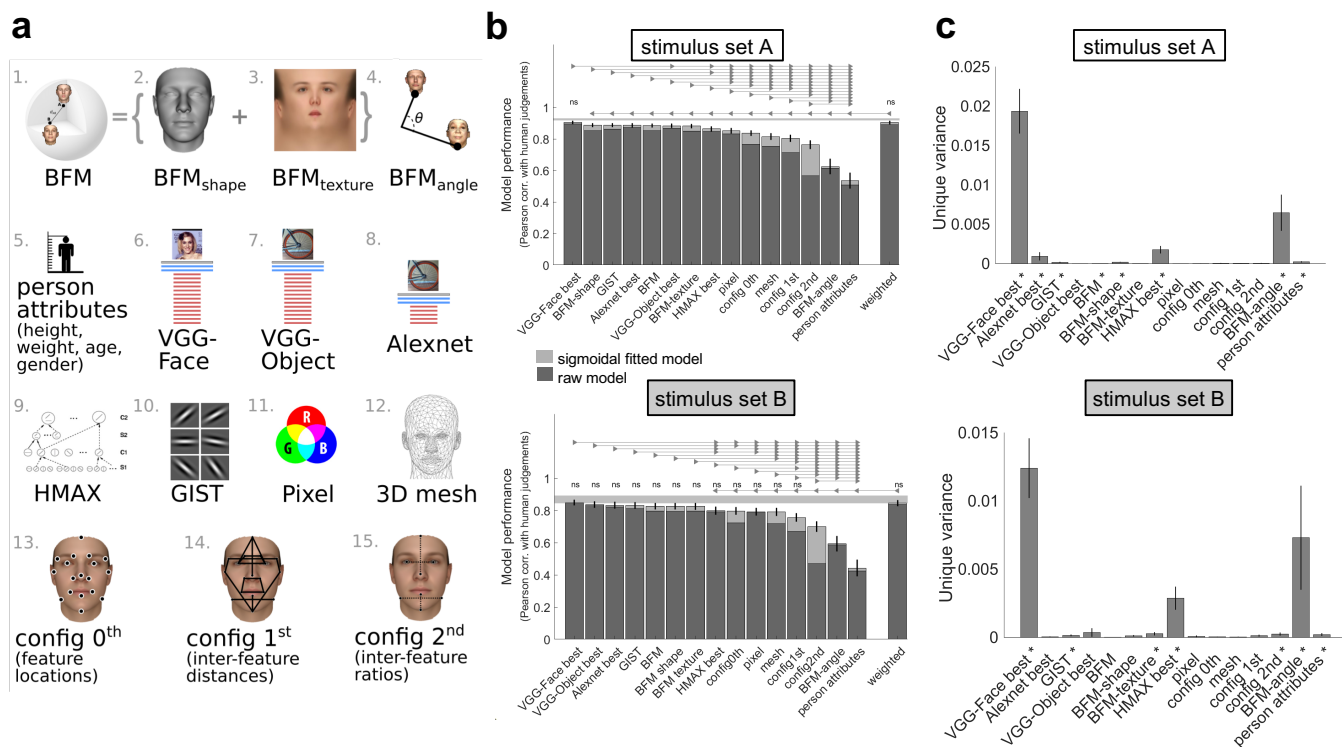 a
1.
2.
3.
4.
=
{
+
}
θ
BFM
BFMshape
BFMtexture
BFMangle
5.
6.
7.
8.
person
attributes
(height,
weight, age,
gender)
VGG-
Face
VGG-
Object
Alexnet
9.
10.
11.
12.
C2
S2
C1
S1
R
G
B
HMAX
GIST
Pixel
3D mesh
13.
14.
15.
config 0th
(feature
locations)
config 1st
(inter-feature
distances)
config 2nd
(inter-feature
ratios)
b
stimulus set A
Model performance
(Pearson corr. with human judgements)
1
0.8
0.6
0.4
0.2
0
ns
ns
VGG-Face best
BFM-shape
GIST
Alexnet best
BFM
VGG-Object best
BFM-texture
HMAX best
pixel
config 0th
mesh
config 1st
config 2nd
BFM-angle
person attributes
weighted
sigmoidal fitted model
raw model
stimulus set B
Model performance
(Pearson corr. with human judgements)
1
0.8
0.6
0.4
0.2
0
ns ns ns ns ns ns ns ns ns ns ns ns ns ns
VGG-Face best
VGG-Object best
Alexnet best
GIST
BFM
BFM shape
BFM texture
HMAX best
config0th
pixel
mesh
config1st
config2nd
BFM-angle
person attributes
weighted
c
stimulus set A
Unique variance
0.025
0.02
0.015
0.01
0.005
0
VGG-Face best *
Alexnet best *
GIST *
VGG-Object best
BFM *
BFM-shape *
BFM-texture
HMAX best *
pixel
config 0th
mesh
config 1st
config 2nd
BFM-angle *
person attributes *
stimulus set B
Unique variance
0.015
0.01
0.005
0
VGG-Face best *
Alexnet best
GIST *
VGG-Object best
BFM
BFM-shape
BFM-texture *
HMAX best *
pixel
config 0th
mesh
config 1st
config 2nd *
BFM-angle *
person attributes *